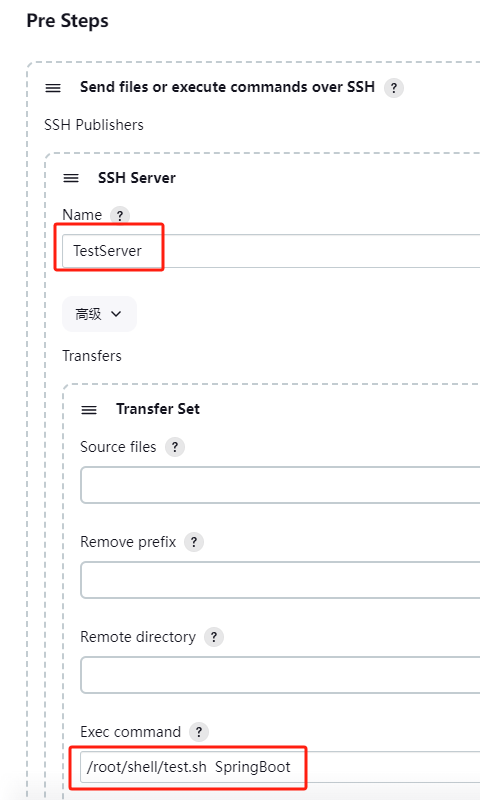 Pre Steps
Send files or execute commands over SSH ?
SSH Publishers
SSH Server
Name ?
TestServer
高级
Transfers
Transfer Set
Source files ?
Remove prefix ?
Remote directory ?
Exec command ?
/root/shell/test.sh  SpringBoot